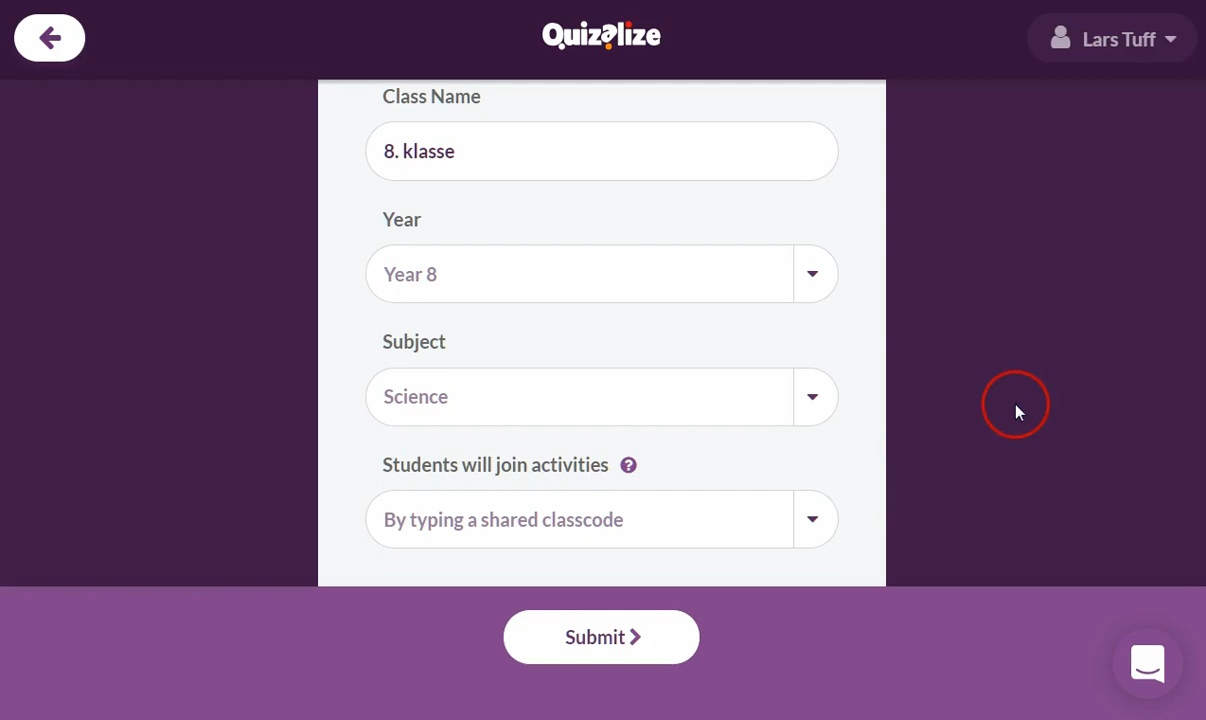 Quizalize
Lars Tuff
Class Name
8. klasse
Year
Year 8
Subject
Science
Students will join activities ?
By typing a shared classcode
Submit